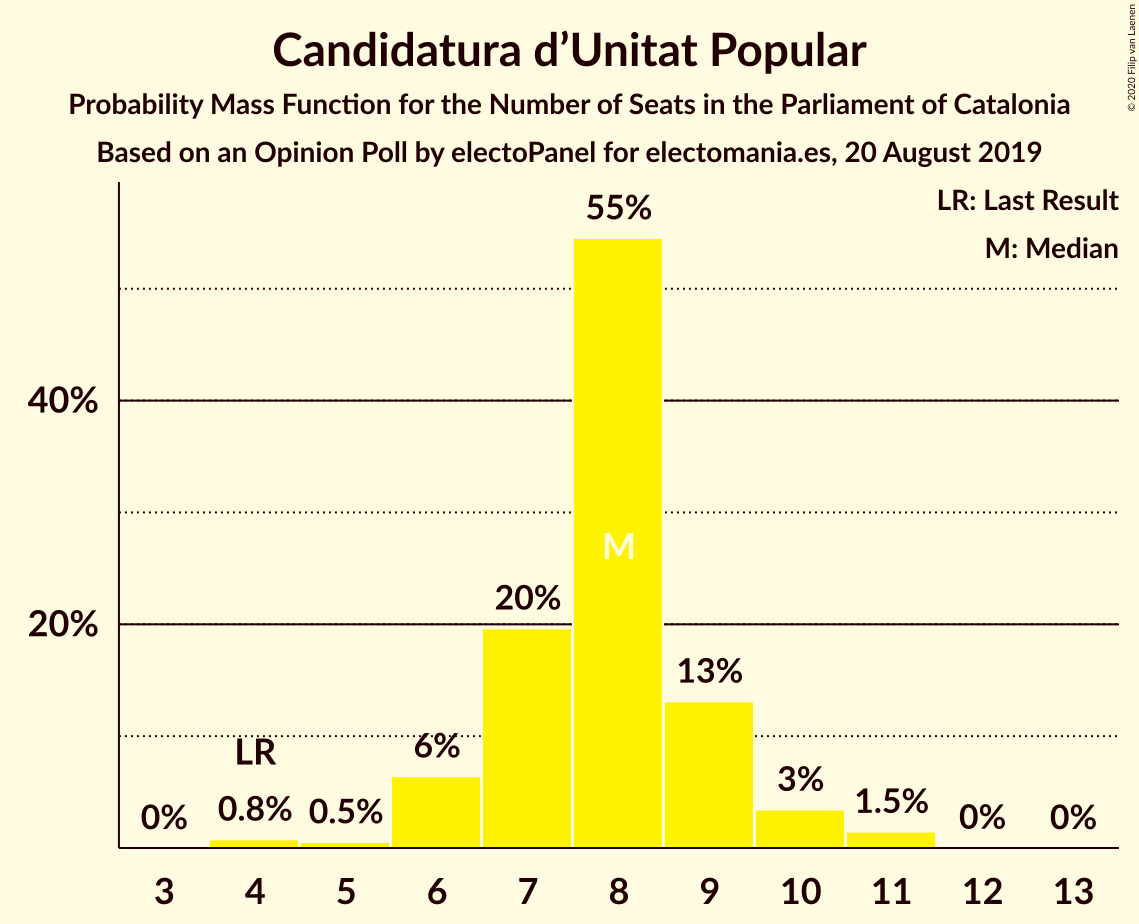 Candidatura d’Unitat Popular
Probability Mass Function for the Number of Seats in the Parliament of Catalonia
Based on an Opinion Poll by electoPanel for electomania.es, 20 August 2019
© 2020 Filip van Laenen
LR: Last Result
M: Median
55%
40%
M
20%
20%
13%
LR
6%
0%
0.8%
0.5%
3%
1.5%
0%
0%
3 4 5 6 7 8 9 10 11 12 13